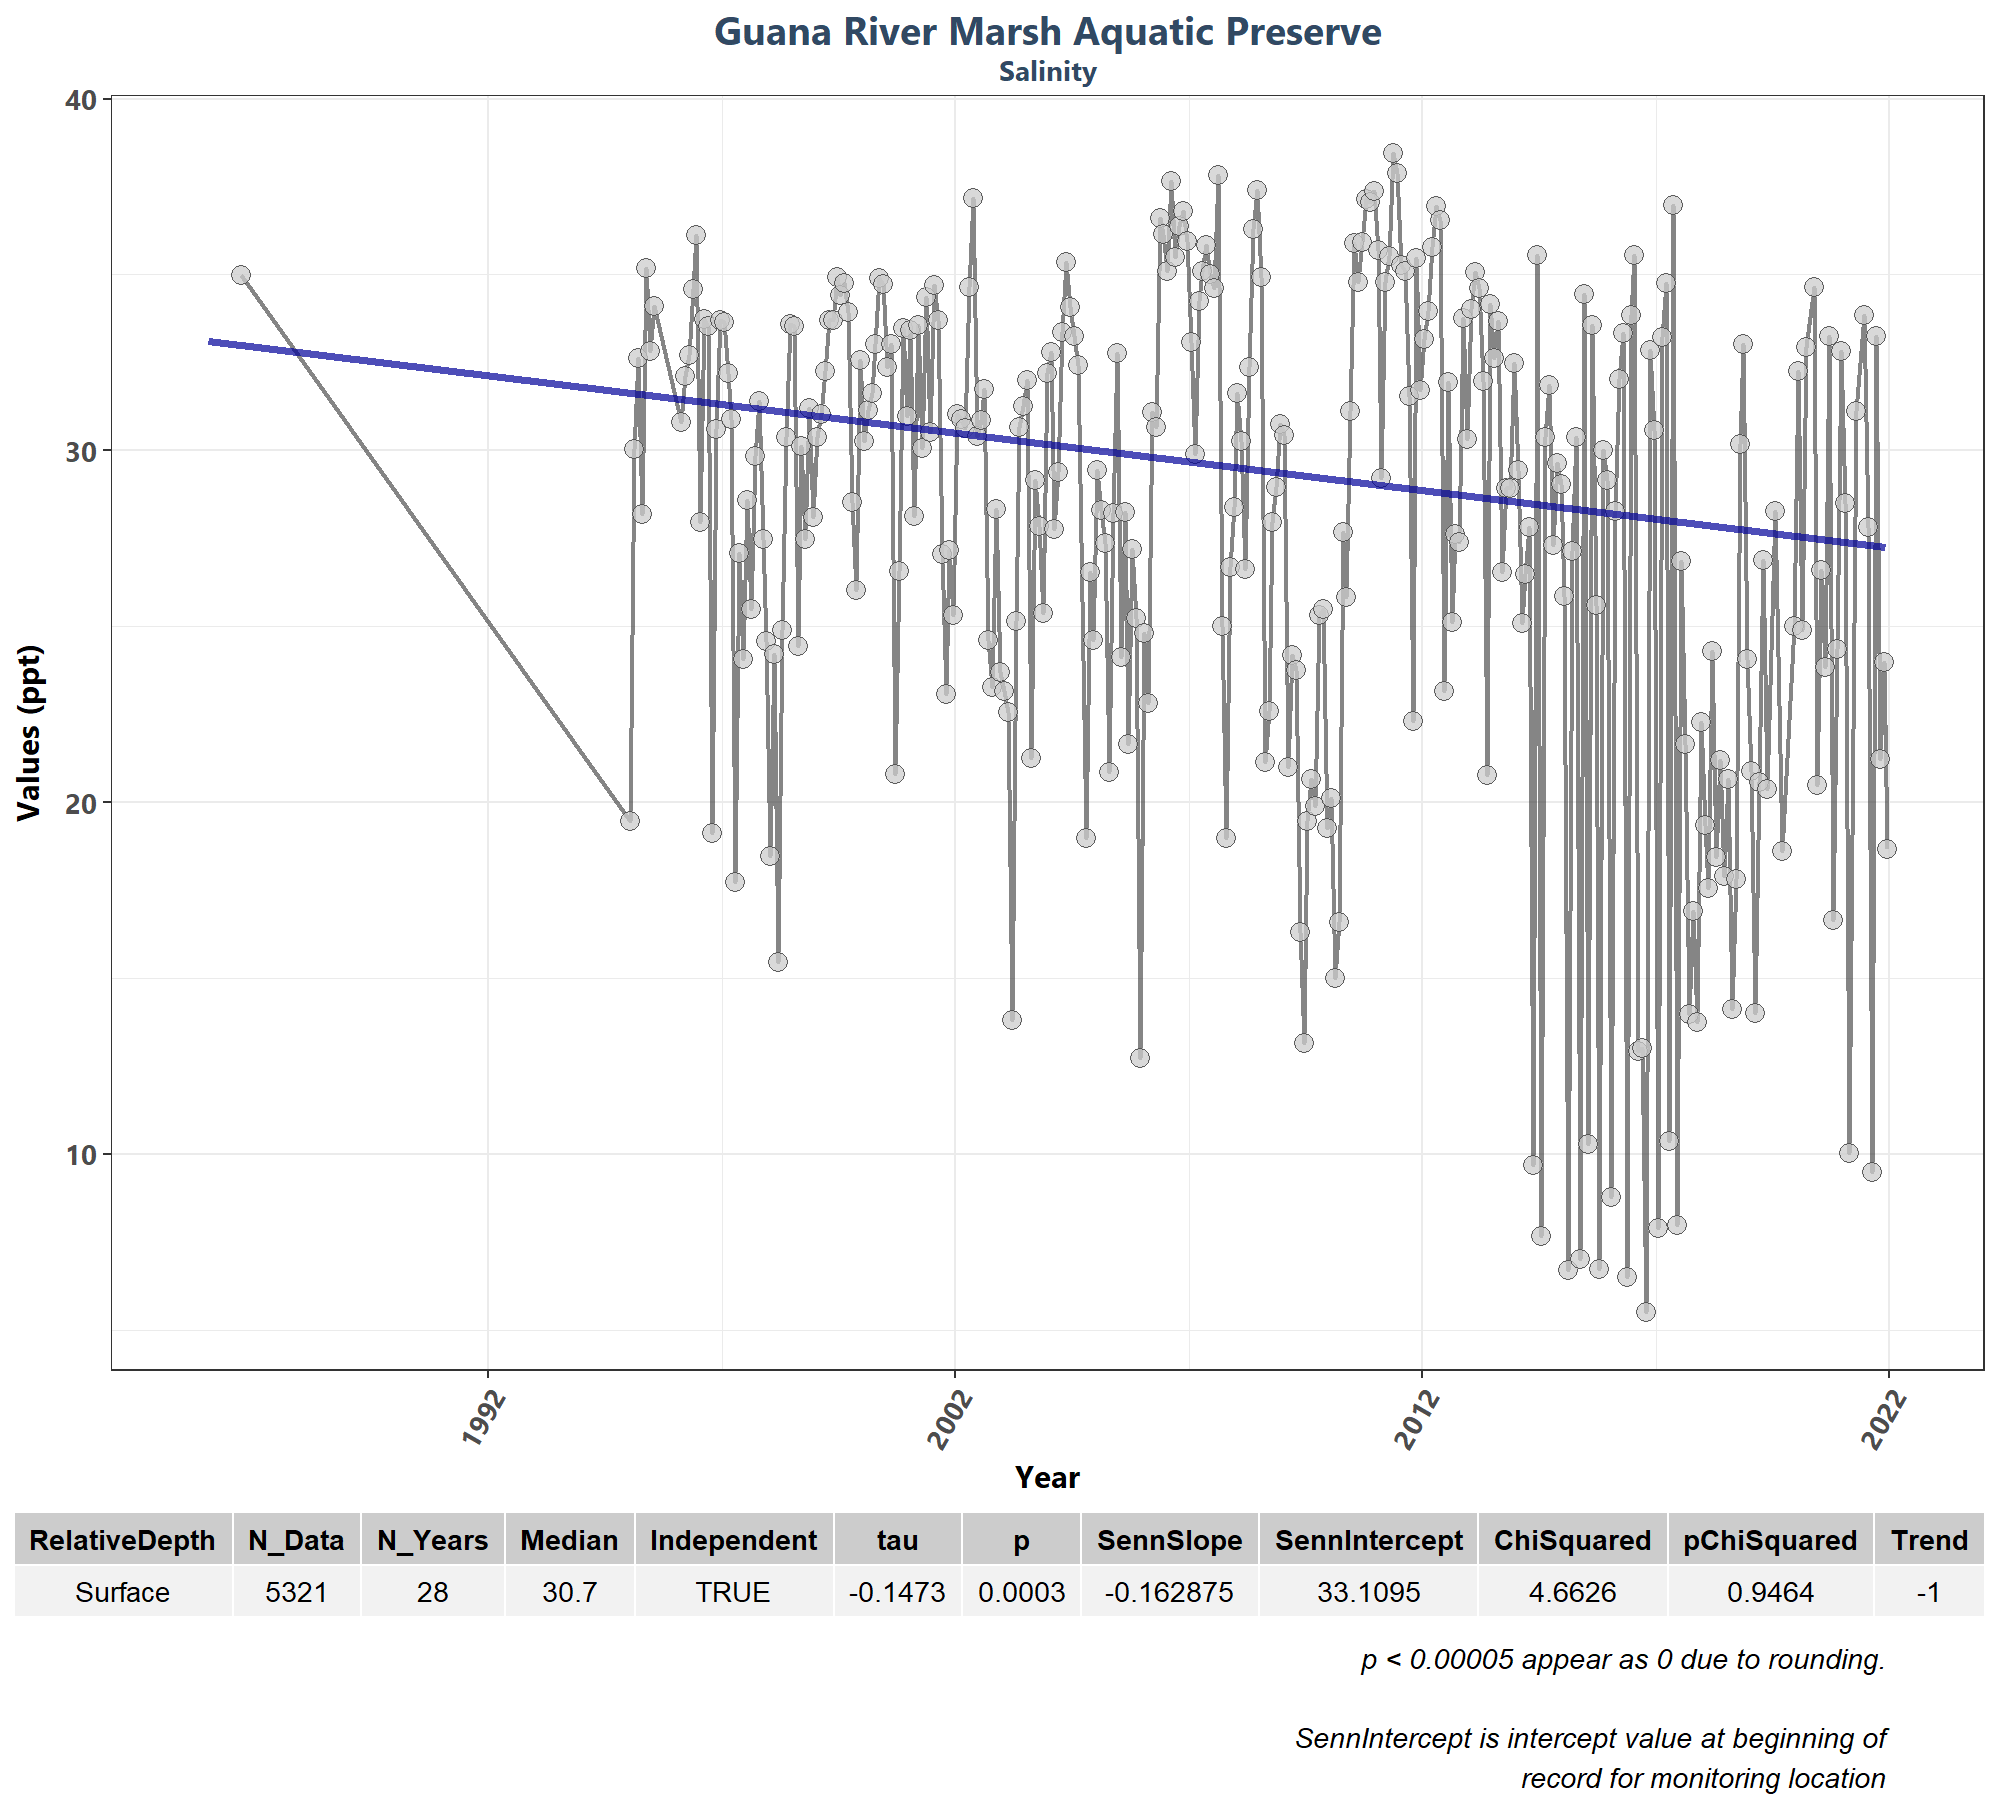 Guana River Marsh Aquatic Preserve
Salinity
40
30
20
10
Values (ppt)
1992 2002 2012 2022
Year
RelativeDepth N_Data N_Years Median Independent tau p SennSlope SennIntercept ChiSquared pChiSquared Trend
Surface 5321 28 30.7 TRUE -0.1473 0.0003 -0.162875 33.1095 4.6626 0.9464 -1
p < 0.00005 appear as 0 due to rounding.
SennIntercept is intercept value at beginning of
record for monitoring location